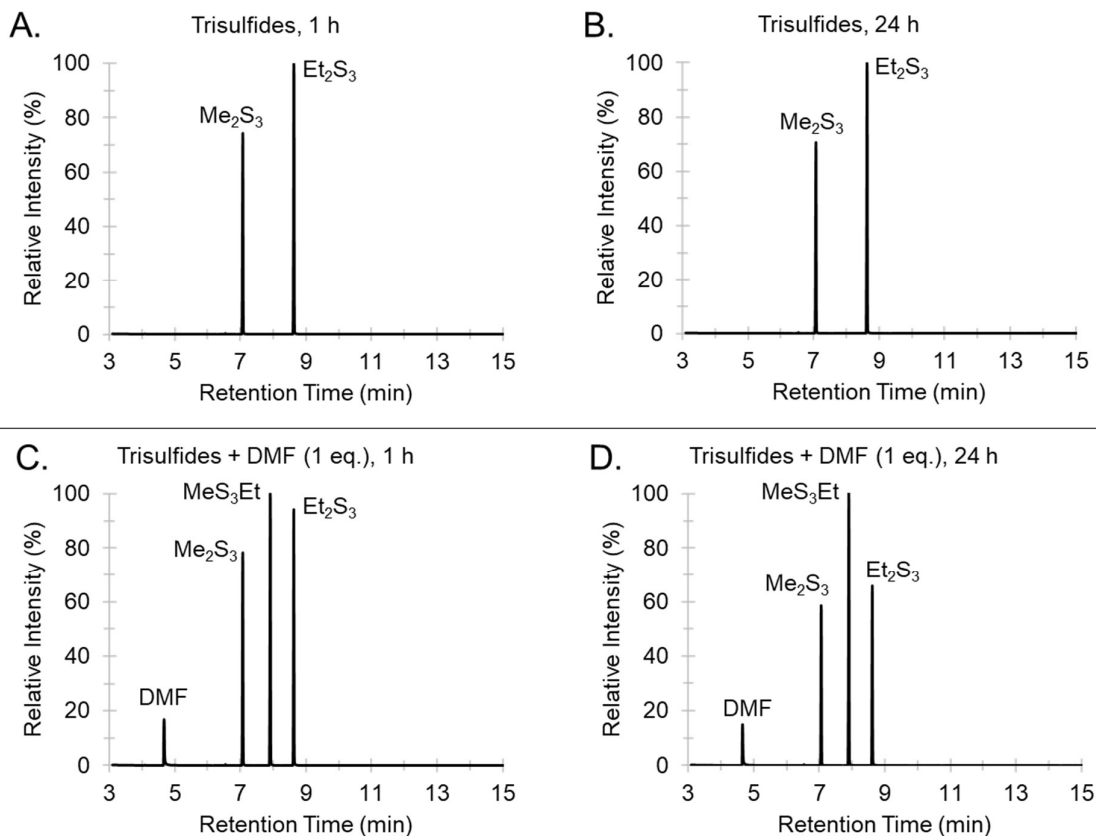 A.
Trisulfides, 1 h
Relative Intensity (%)
100
80
60
40
20
0
Me₂S₃
Et₂S₃
3 5 7 9 11 13 15
Retention Time (min)
B.
Trisulfides, 24 h
Relative Intensity (%)
100
80
60
40
20
0
Me₂S₃
Et₂S₃
3 5 7 9 11 13 15
Retention Time (min)
C.
Trisulfides + DMF (1 eq.), 1 h
Relative Intensity (%)
100
80
60
40
20
0
DMF
Me₂S₃
MeS₃Et
Et₂S₃
3 5 7 9 11 13 15
Retention Time (min)
D.
Trisulfides + DMF (1 eq.), 24 h
Relative Intensity (%)
100
80
60
40
20
0
DMF
Me₂S₃
MeS₃Et
Et₂S₃
3 5 7 9 11 13 15
Retention Time (min)